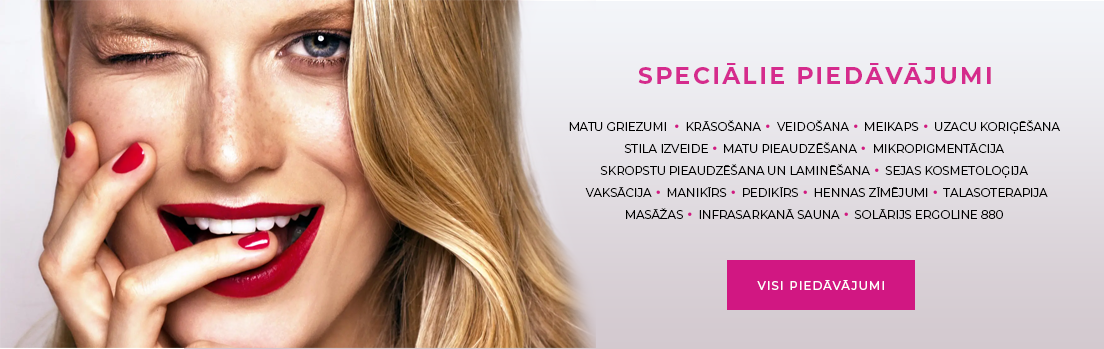 SPECIĀLIE PIEDĀVĀJUMI
MATU GRIEZUMI • KRĀSOŠANA • VEIDOŠANA • MEIKAPS • UZACU KORIĢĒŠANA
STILA IZVEIDE • MATU PIEAUDZĒŠANA • MIKROPIGMENTĀCIJA
SKROPSTU PIEAUDZĒŠANA UN LAMINĒŠANA • SEJAS KOSMETOLOĢIJA
VAKSĀCIJA • MANIKĪRS • PEDIKĪRS • HENNAS ZĪMĒJUMI • TALASOTERAPIJA
MASĀŽAS • INFRASARKANĀ SAUNA • SOLĀRIJS ERGOLINE 880
VISI PIEDĀVĀJUMI